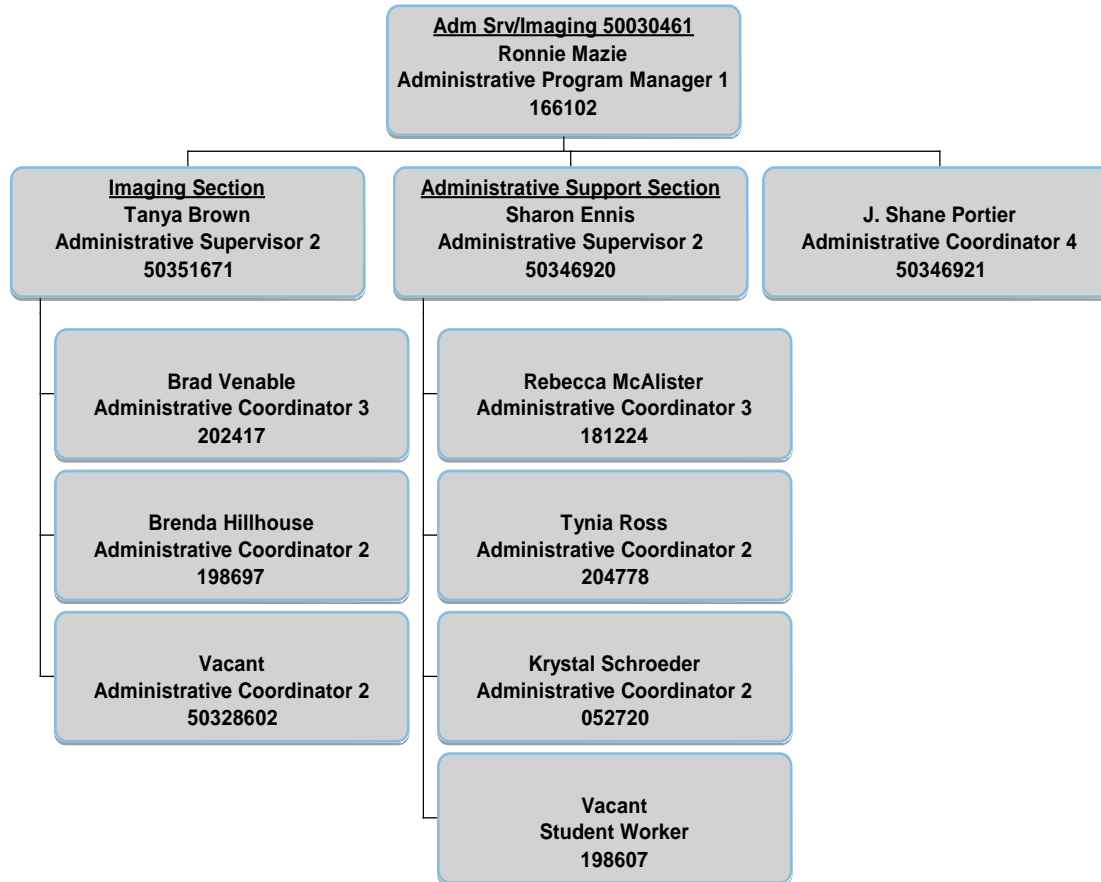 Adm Srv/Imaging 50030461
Ronnie Mazie
Administrative Program Manager 1
166102
Imaging Section
Tanya Brown
Administrative Supervisor 2
50351671
Administrative Support Section
Sharon Ennis
Administrative Supervisor 2
50346920
J. Shane Portier
Administrative Coordinator 4
50346921
Brad Venable
Administrative Coordinator 3
202417
Brenda Hillhouse
Administrative Coordinator 2
198697
Vacant
Administrative Coordinator 2
50328602
Rebecca McAlister
Administrative Coordinator 3
181224
Tynia Ross
Administrative Coordinator 2
204778
Krystal Schroeder
Administrative Coordinator 2
052720
Vacant
Student Worker
198607